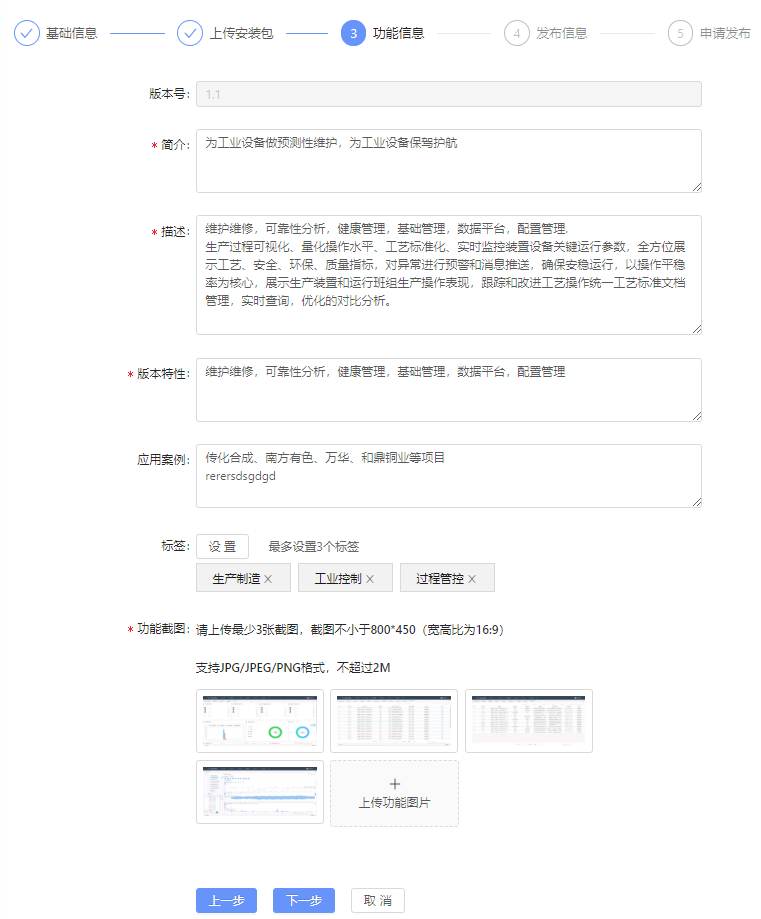 基础信息
上传安装包
3 功能信息
4 发布信息
5 申请发布
版本号: 1.1
* 简介: 为工业设备做预测性维护，为工业设备保驾护航
* 描述: 维护维修，可靠性分析，健康管理，基础管理，数据平台，配置管理.
生产过程可视化、量化操作水平、工艺标准化、实时监控装置设备关键运行参数，全方位展
示工艺、安全、环保、质量指标，对异常进行预警和消息推送，确保安稳运行，以操作平稳
率为核心，展示生产装置和运行班组生产操作表现，跟踪和改进工艺操作统一工艺标准文档
管理，实时查询，优化的对比分析。
* 版本特性: 维护维修，可靠性分析，健康管理，基础管理，数据平台，配置管理
应用案例: 传化合成、南方有色、万华、和鼎铜业等项目
rerersdsgdgd
标签: 设 置 最多设置3个标签
生产制造 × 工业控制 × 过程管控 ×
* 功能截图: 请上传最少3张截图，截图不小于800*450（宽高比为16:9）
支持JPG/JPEG/PNG格式，不超过2M
+
上传功能图片
上一步 下一步 取 消